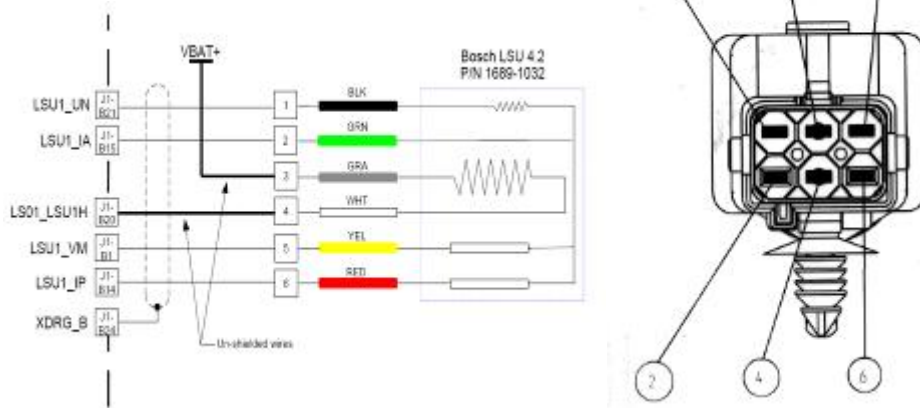 VBAT+
Bosch LSU 4.2
P/N 1689-1032
LSU1_UN J1-B21 1 BLK
LSU1_IA J1-B15 2 GRN
3 GRA
LS01_LSU1H J1-B20 4 WHT
LSU1_VM J1-B1 5 YEL
LSU1_IP J1-B14 6 RED
XDRG_B J1-B24
Un-shielded wires
2 4 6